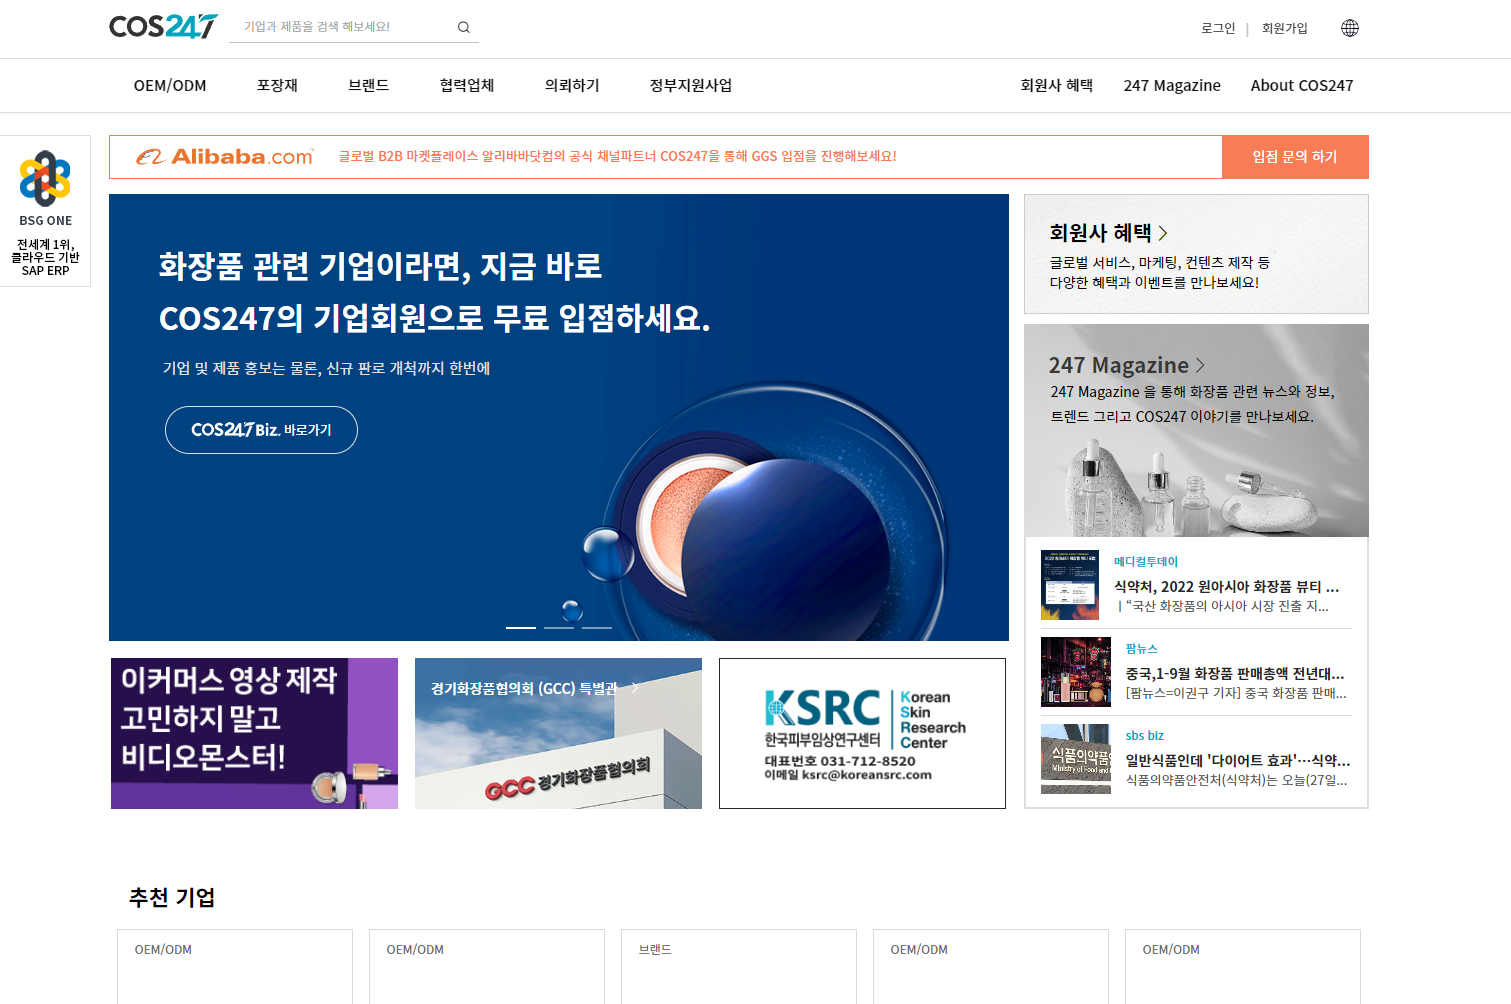 COS247
기업과 제품을 검색 해보세요!
로그인 | 회원가입
OEM/ODM 포장재 브랜드 협력업체 의뢰하기 정부지원사업 회원사 혜택 247 Magazine About COS247
BSG ONE
전세계 1위,
클라우드 기반
SAP ERP
Alibaba.com 글로벌 B2B 마켓플레이스 알리바바닷컴의 공식 채널파트너 COS247을 통해 GGS 입점을 진행해보세요! 입점 문의 하기
화장품 관련 기업이라면, 지금 바로
COS247의 기업회원으로 무료 입점하세요.
기업 및 제품 홍보는 물론, 신규 판로 개척까지 한번에
COS247Biz. 바로가기
회원사 혜택
글로벌 서비스, 마케팅, 컨텐츠 제작 등
다양한 혜택과 이벤트를 만나보세요!
247 Magazine
247 Magazine 을 통해 화장품 관련 뉴스와 정보,
트렌드 그리고 COS247 이야기를 만나보세요.
메디컬투데이
식약처, 2022 원아시아 화장품 뷰티 ...
ㅣ“국산 화장품의 아시아 시장 진출 지...
팜뉴스
중국,1-9월 화장품 판매총액 전년대...
[팜뉴스=이권구 기자] 중국 화장품 판매...
식품의약품안
Ministry of Food and
sbs biz
일반식품인데 '다이어트 효과'…식약...
식품의약품안전처(식약처)는 오늘(27일...
이커머스 영상 제작
고민하지 말고
비디오몬스터!
경기화장품협의회 (GCC) 특별관
GCC 경기화장품협의회
KSRC
한국피부임상연구센터
Korean
Skin
Research
Center
대표번호 031-712-8520
이메일 ksrc@koreansrc.com
추천 기업
OEM/ODM OEM/ODM 브랜드 OEM/ODM OEM/ODM